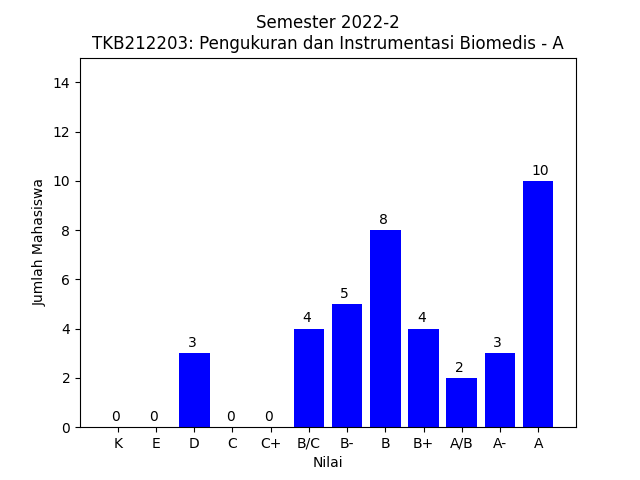 Semester 2022-2
TKB212203: Pengukuran dan Instrumentasi Biomedis - A
Jumlah Mahasiswa
14
12
10
8
6
4
2
0
0 0 3 0 0 4 5 8 4 2 3 10
K E D C C+ B/C B- B B+ A/B A- A
Nilai